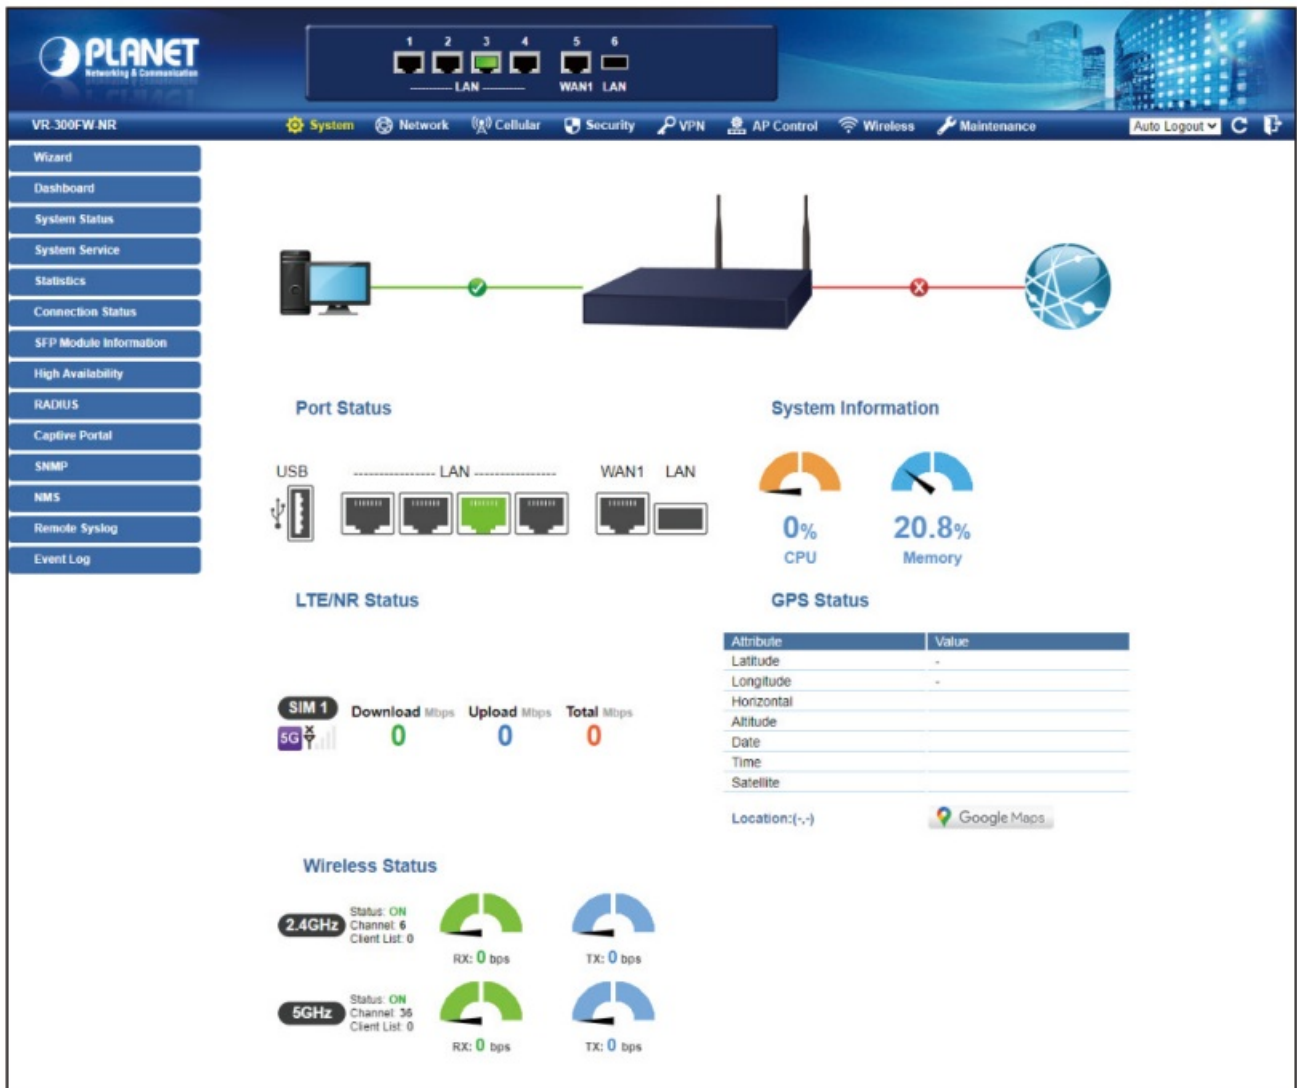 PLANET
Networking & Communication
1 2 3 4 5 6
LAN WAN1 LAN
VR-300FW-NR System Network Cellular Security VPN AP Control Wireless Maintenance Auto Logout
Wizard
Dashboard
System Status
System Service
Statistics
Connection Status
SFP Module Information
High Availability
RADIUS
Captive Portal
SNMP
NMS
Remote Syslog
Event Log
Port Status
USB ---------------- LAN ---------------- WAN1 LAN
System Information
0% 20.8%
CPU Memory
LTE/NR Status
SIM 1 Download Mbps Upload Mbps Total Mbps
5G 0 0 0
GPS Status
Attribute Value
Latitude -
Longitude -
Horizontal
Altitude
Date
Time
Satellite
Location:(-,-) Google Maps
Wireless Status
2.4GHz
Status: ON
Channel: 6
Client List: 0
RX: 0 bps TX: 0 bps
5GHz
Status: ON
Channel: 36
Client List: 0
RX: 0 bps TX: 0 bps